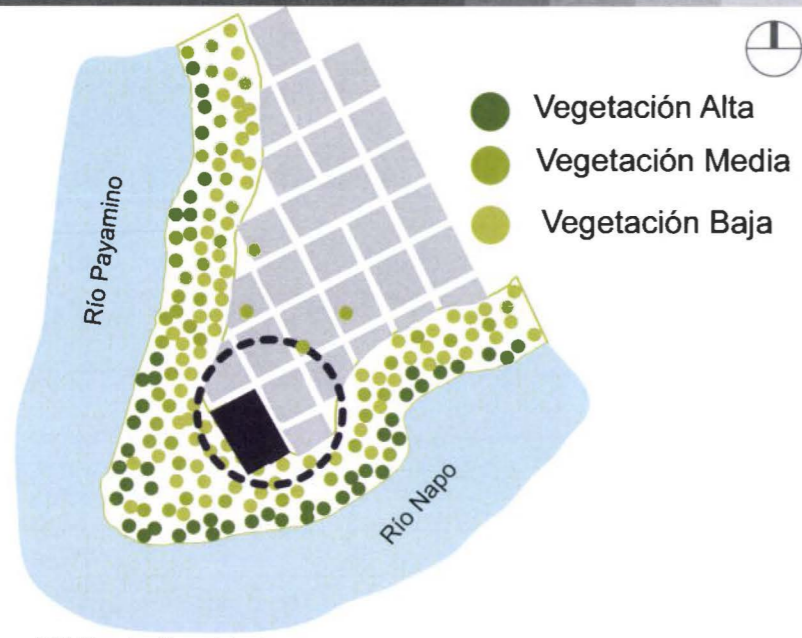 Vegetación Alta
Vegetación Media
Vegetación Baja
Río Payamino
Río Napo